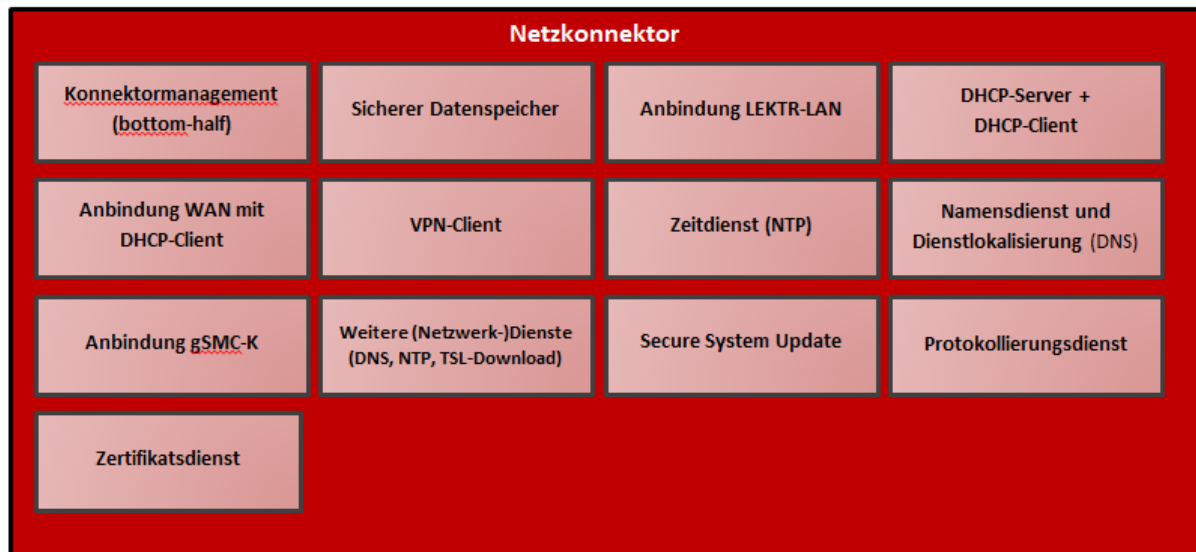 Netzkonnektor
Konnektormanagement
(bottom-half)
Sicherer Datenspeicher
Anbindung LEKTR-LAN
DHCP-Server +
DHCP-Client
Anbindung WAN mit
DHCP-Client
VPN-Client
Zeitdienst (NTP)
Namensdienst und
Dienstlokalisierung (DNS)
Anbindung gSMC-K
Weitere (Netzwerk-)Dienste
(DNS, NTP, TSL-Download)
Secure System Update
Protokollierungsdienst
Zertifikatsdienst